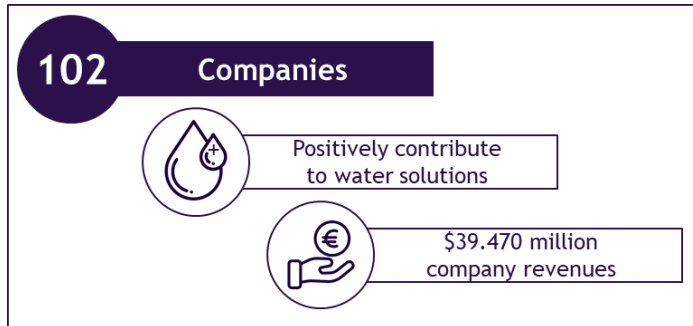 102
Companies
Positively contribute
to water solutions
€
$39.470 million
company revenues